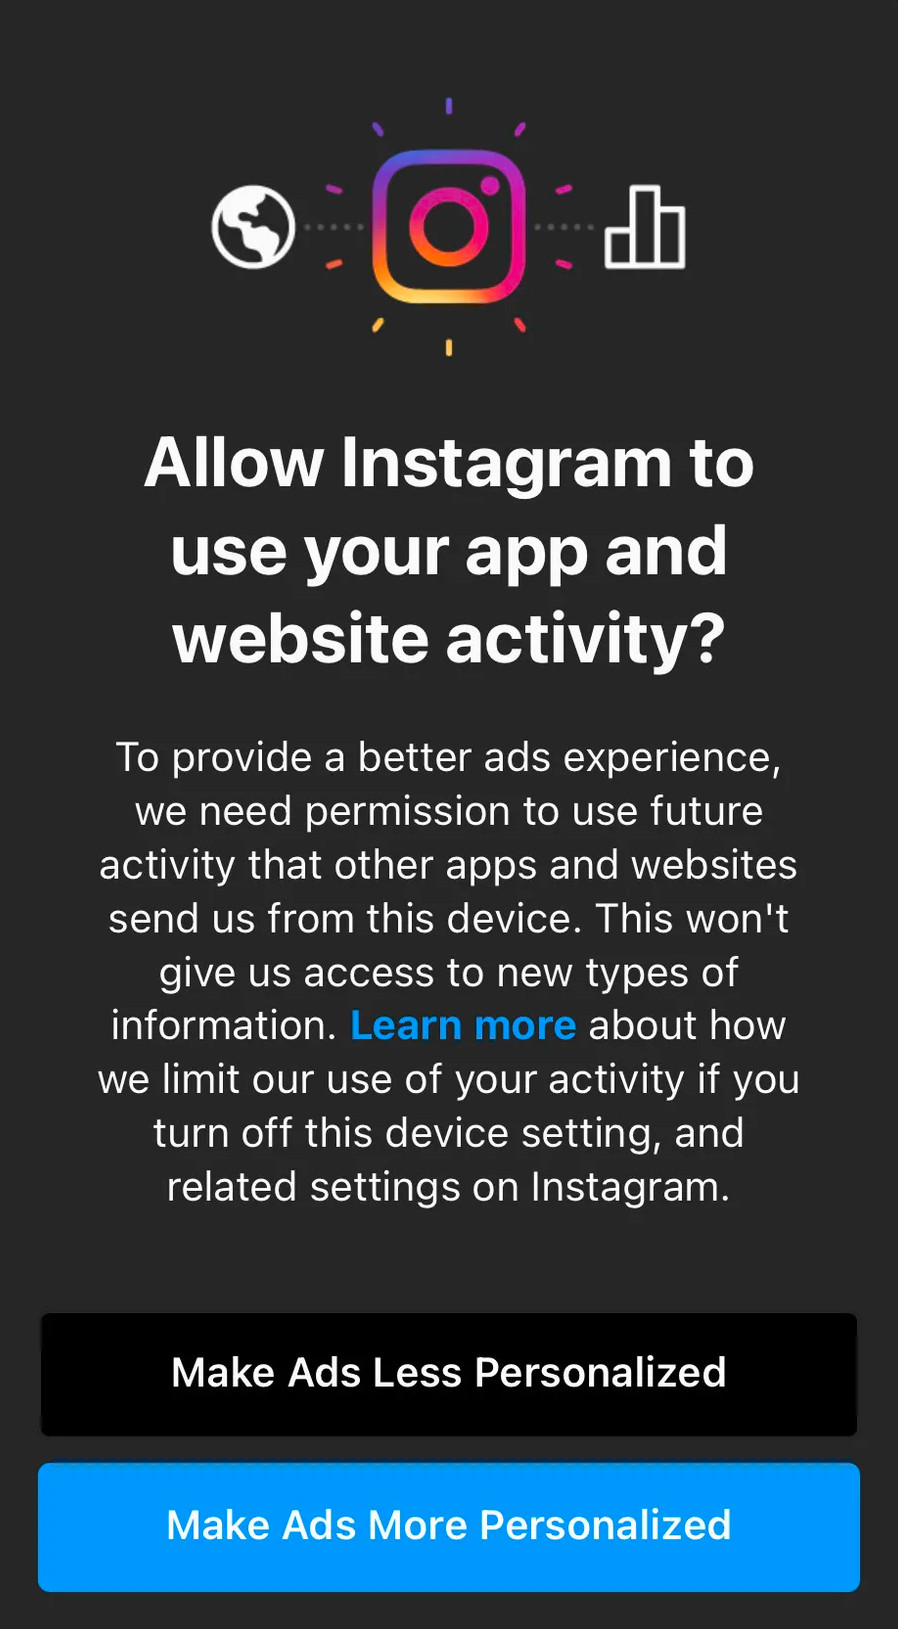 Allow Instagram to
use your app and
website activity?
To provide a better ads experience,
we need permission to use future
activity that other apps and websites
send us from this device. This won't
give us access to new types of
information. Learn more about how
we limit our use of your activity if you
turn off this device setting, and
related settings on Instagram.
Make Ads Less Personalized
Make Ads More Personalized